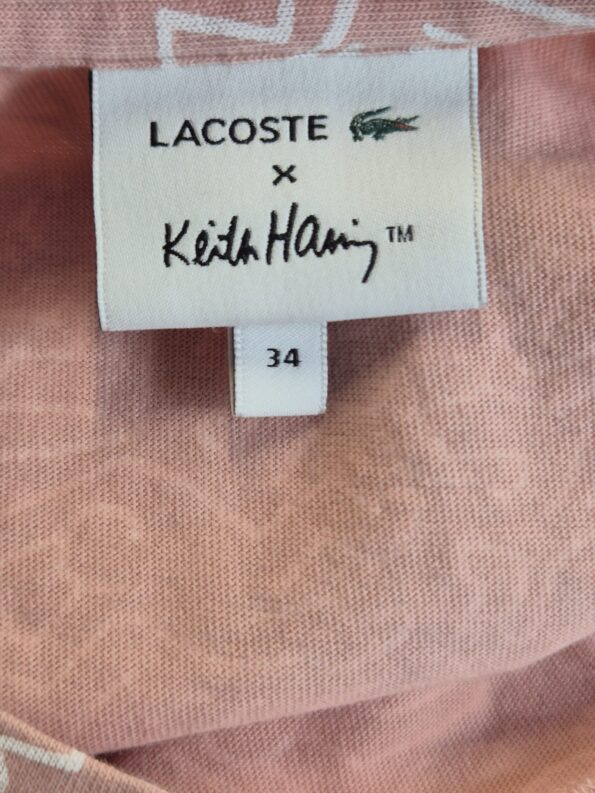 LACOSTE
x
Keith Haring™
34